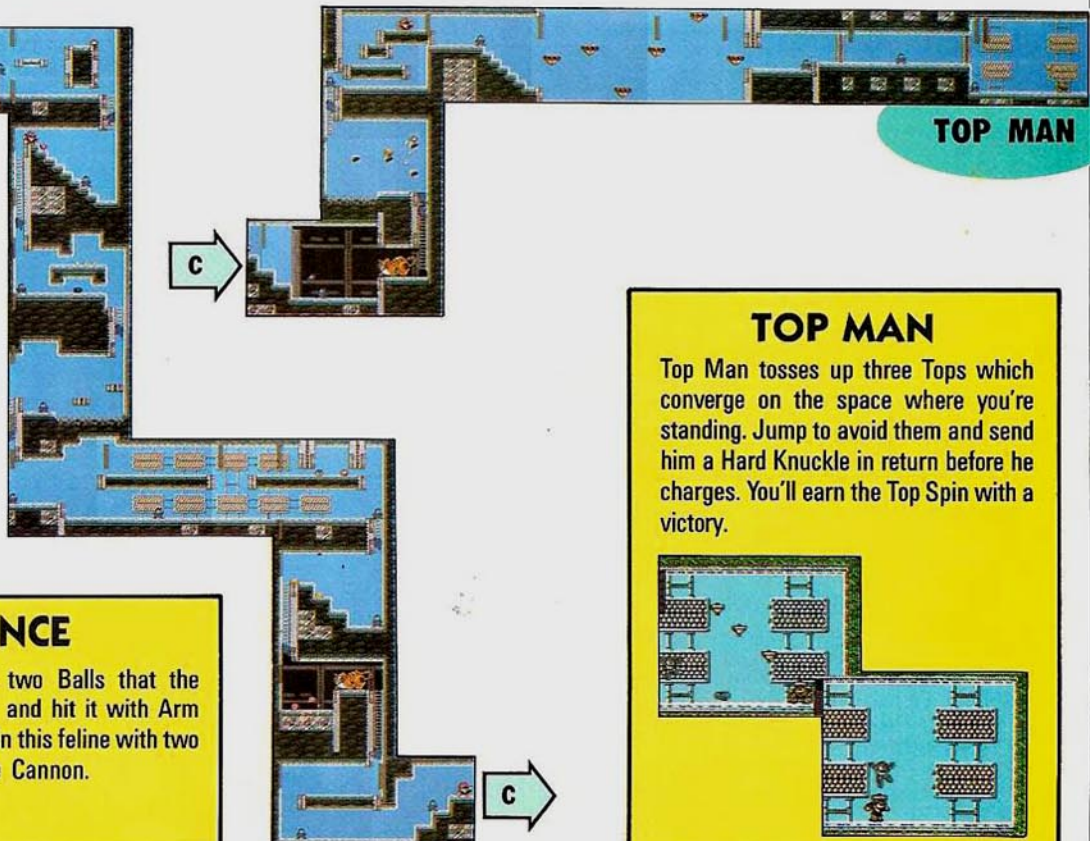 TOP MAN
C
TOP MAN
Top Man tosses up three Tops which
converge on the space where you're
standing. Jump to avoid them and send
him a Hard Knuckle in return before he
charges. You'll earn the Top Spin with a
victory.
NCE
two Balls that the
and hit it with Arm
n this feline with two
Cannon.
C